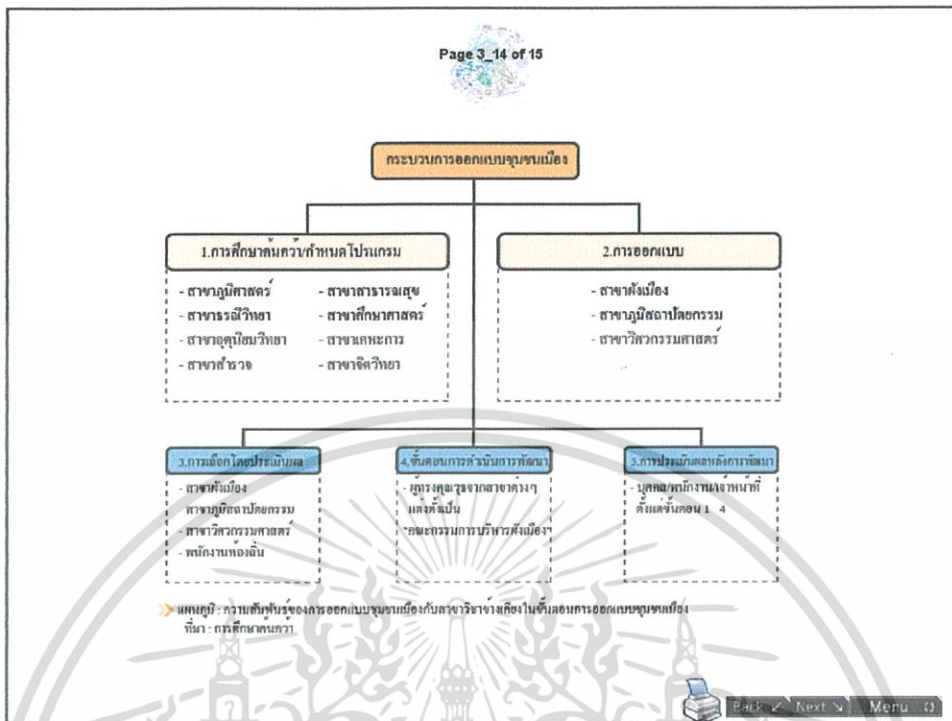 Page 3_14 of 15
กระบวนการออกแบบชุมชนเมือง
1.การศึกษาค้นคว้า/กำหนดโปรแกรม
- สาขาภูมิศาสตร์
- สาขาธรณีวิทยา
- สาขาอุตุนิยมวิทยา
- สาขาสำรวจ
- สาขาสาธารณสุข
- สาขาศึกษาศาสตร์
- สาขาเคหะการ
- สาขาจิตวิทยา
2.การออกแบบ
- สาขาผังเมือง
- สาขาภูมิสถาปัตยกรรม
- สาขาวิศวกรรมศาสตร์
3.การเลือกโดยประเมินผล
- สาขาผังเมือง
สาขาภูมิสถาปัตยกรรม
- สาขาวิศวกรรมศาสตร์
- พนักงานท้องถิ่น
4.ขั้นตอนการดำเนินการพัฒนา
- ผู้ทรงคุณวุฒิจากสาขาต่างๆ
แต่งตั้งเป็น
"คณะกรรมการบริหารผังเมือง"
5.การประเมินผลหลังการพัฒนา
- บุคคล/พนักงาน/เจ้าหน้าที่
ตั้งแต่ขั้นตอน 1 4
แผนภูมิ : ความสัมพันธ์ของการออกแบบชุมชนเมืองกับสาขาวิชาข้างเคียงในขั้นตอนการออกแบบชุมชนเมือง
ที่มา : การศึกษาค้นคว้า
Back Next Menu